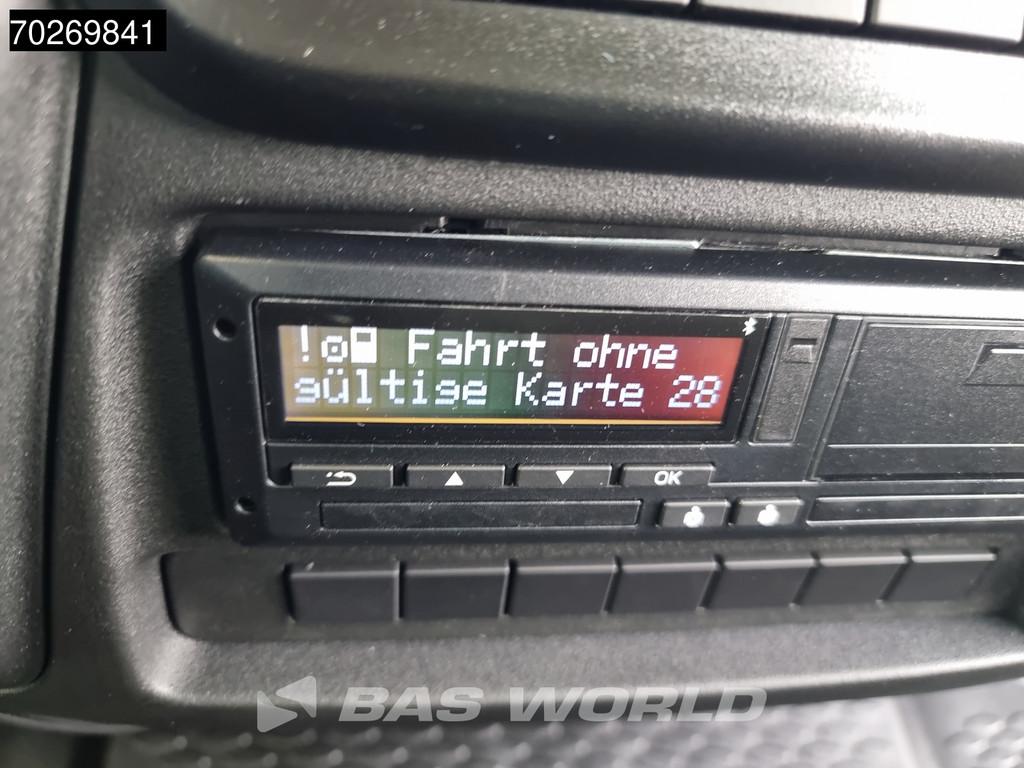 70269841
! Fahrt ohne
gültige Karte 28
OK
BAS WORLD